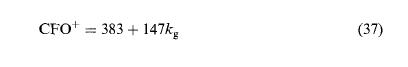 CFO⁺ = 383 + 147k_g (37)